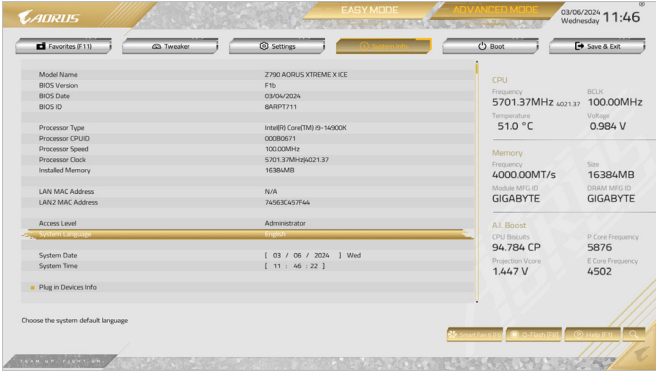 AORUS
EASY MODE
ADVANCED MODE
03/06/2024 Wednesday 11:46
Favorites (F11)
Tweaker
Settings
System Info.
Boot
Save & Exit
Model Name Z790 AORUS XTREME X ICE
BIOS Version F1b
BIOS Date 03/04/2024
BIOS ID 8ARPT711
Processor Type Intel(R) Core(TM) i9-14900K
Processor CPUID 000B0671
Processor Speed 100.00MHz
Processor Clock 5701.37MHz/4021.37
Installed Memory 16384MB
LAN MAC Address N/A
LAN2 MAC Address 74563C457F44
Access Level Administrator
System Language English
System Date [ 03 / 06 / 2024 ] Wed
System Time [ 11 : 46 : 22 ]
Plug in Devices Info
Choose the system default language
CPU
Frequency BCLK
5701.37MHz 4021.37 100.00MHz
Temperature Voltage
51.0 °C 0.984 V
Memory
Frequency Size
4000.00MT/s 16384MB
Module MFG ID DRAM MFG ID
GIGABYTE GIGABYTE
A.I. Boost
CPU Biscuits P Core Frequency
94.784 CP 5876
Projection Vcore E Core Frequency
1.447 V 4502
Smart Fan 6 (F6)
Q-Flash (F8)
Help (F1)
TEAM UP. FIGHT ON.